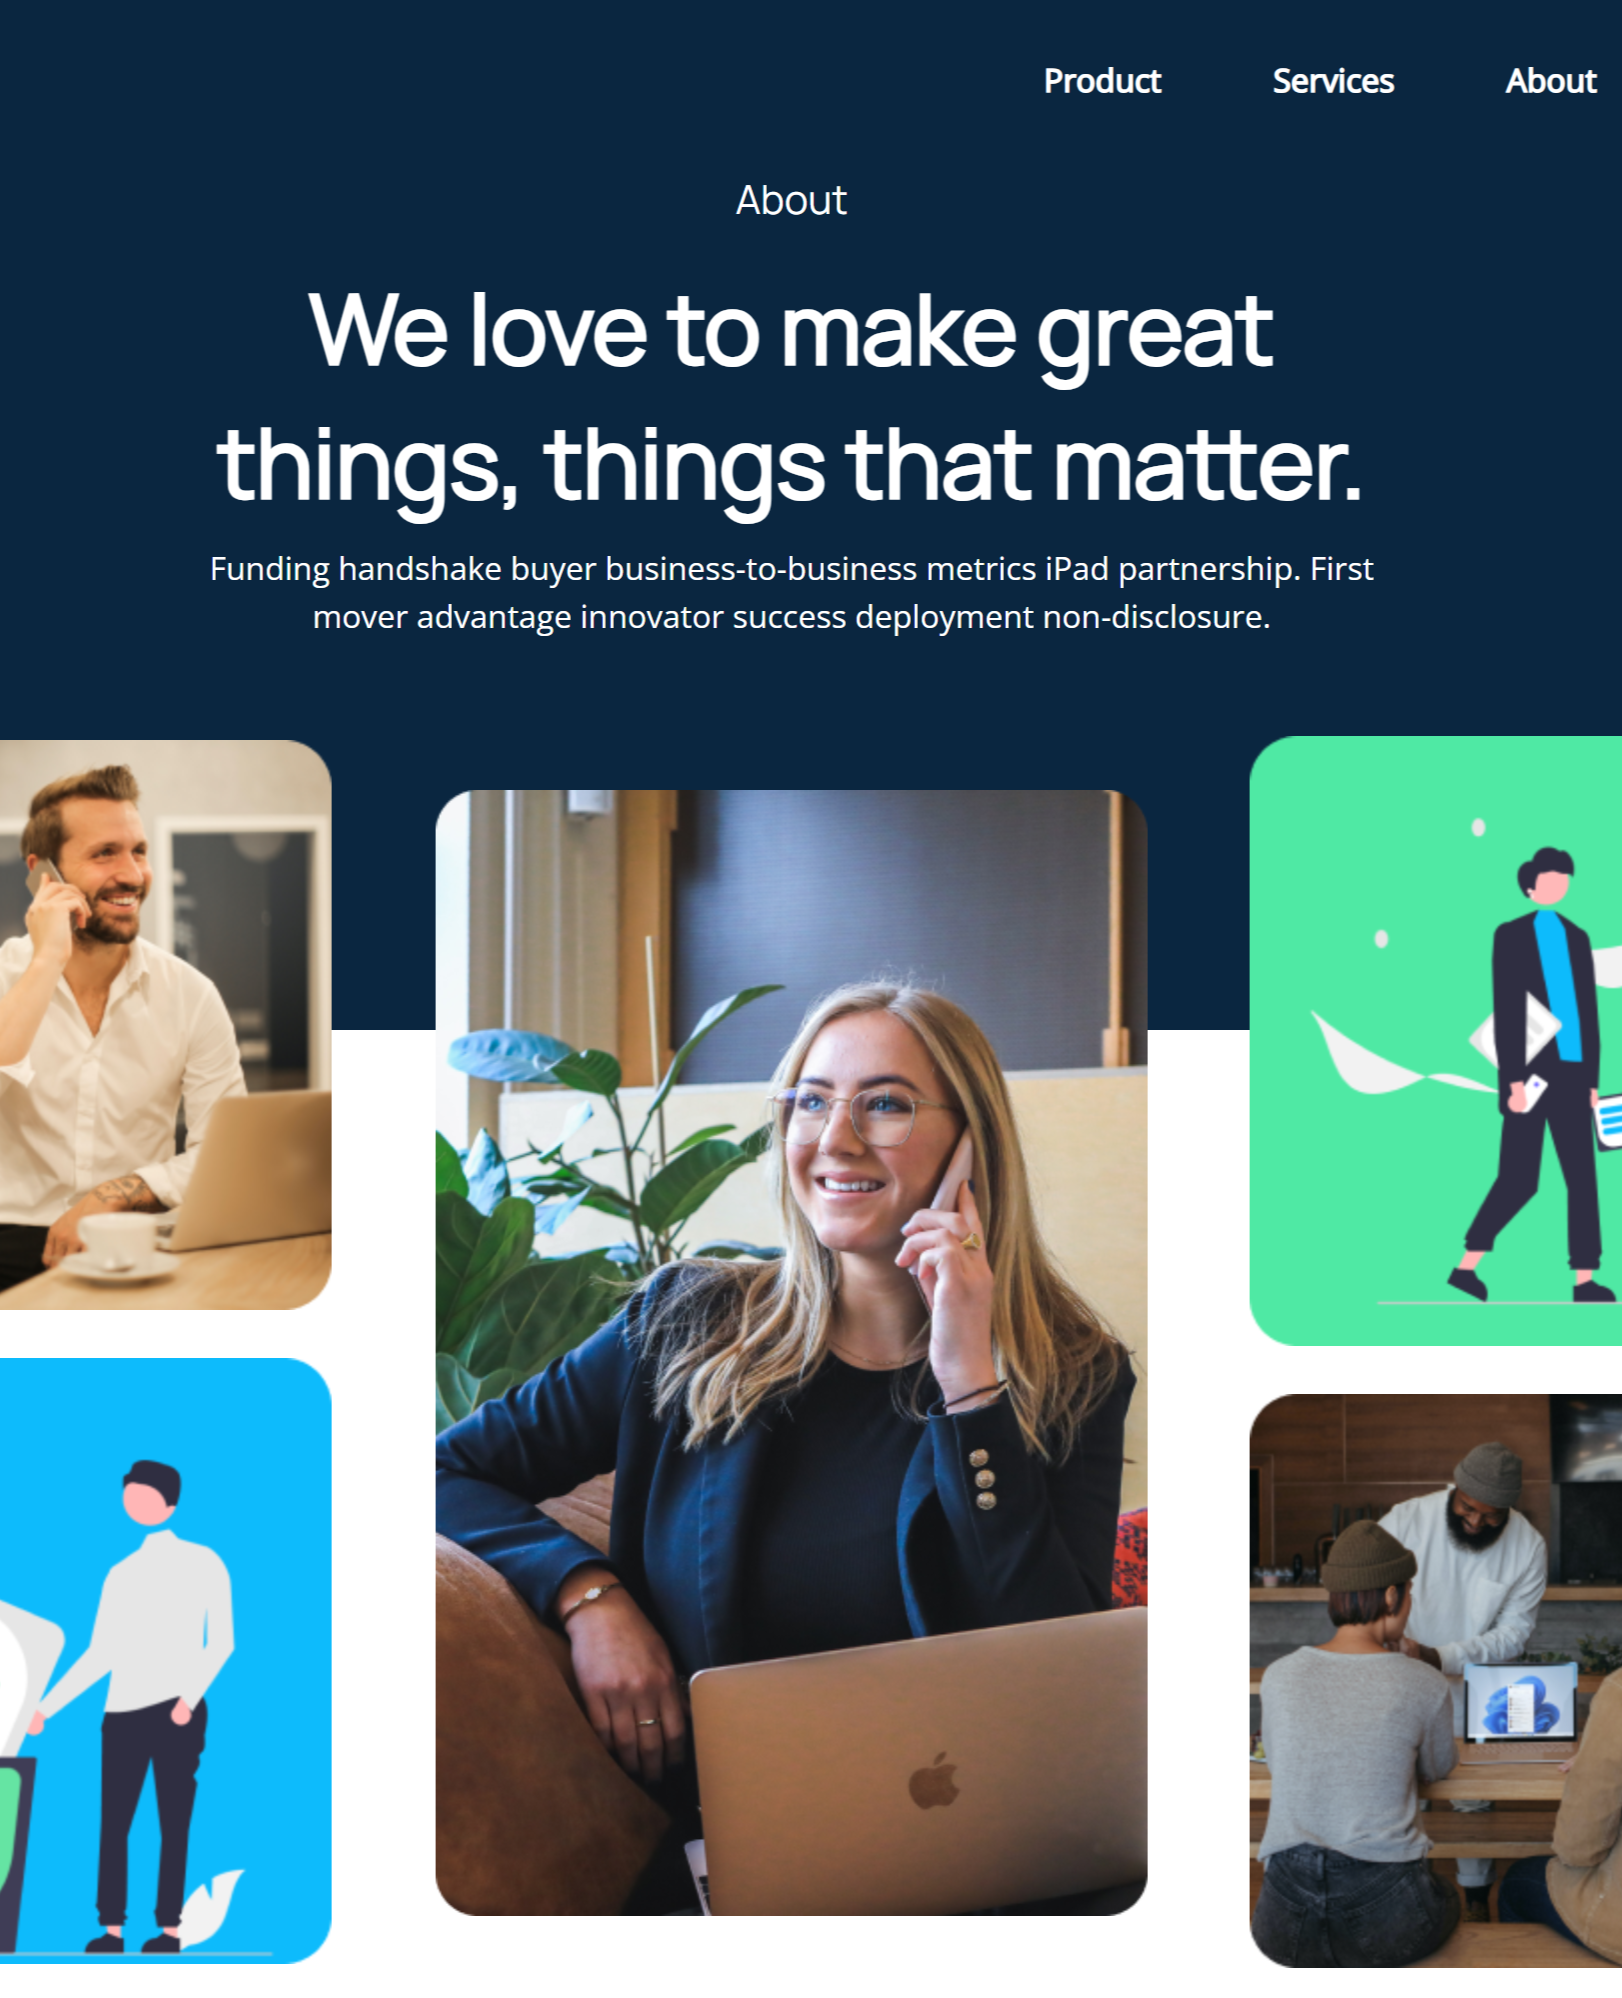 Product Services About
About
We love to make great
things, things that matter.
Funding handshake buyer business-to-business metrics iPad partnership. First
mover advantage innovator success deployment non-disclosure.